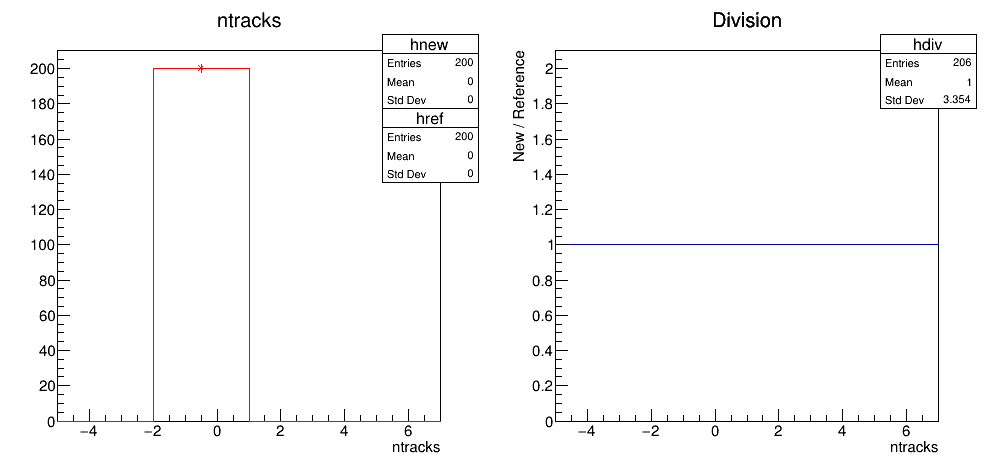 ntracks
hnew
Entries 200
Mean 0
Std Dev 0
href
Entries 200
Mean 0
Std Dev 0
200
180
160
140
120
100
80
60
40
20
0
−4 −2 0 2 4 6
ntracks
Division
hdiv
Entries 206
Mean 1
Std Dev 3.354
New / Reference
2
1.8
1.6
1.4
1.2
1
0.8
0.6
0.4
0.2
0
−4 −2 0 2 4 6
ntracks